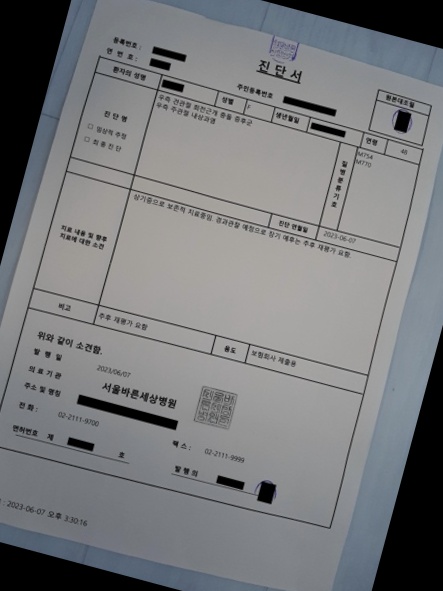 등록번호 :
연 번 호 :
진 단 서
원본대조필
환자의 성명
성별
F
주민등록번호
생년월일
연령
48
진 단 명
□ 임상적 추정
□ 최 종 진 단
우측 견관절 회전근개 충돌 증후군
우측 주관절 내상과염
질병분류기호
M754
M770
진단 연월일
2023-06-07
치료 내용 및 향후
치료에 대한 소견
상기증으로 보존적 치료중임. 경과관찰 예정으로 장기 예후는 추후 재평가 요함.
비고
추후 재평가 요함
용도
보험회사 제출용
위와 같이 소견함.
발 행 일
2023/06/07
의 료 기 관
서울바른세상병원
주소 및 명칭
전 화 :
02-2111-9700
팩 스 :
02-2111-9999
면허번호 제
호
발 행 의
: 2023-06-07 오후 3:30:16